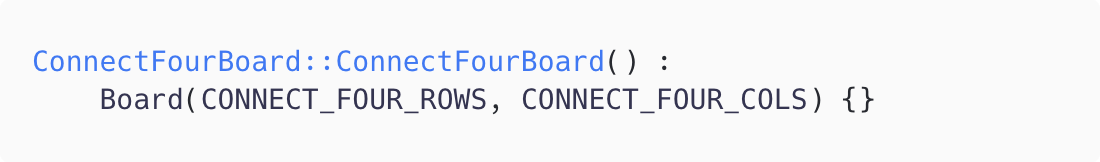 ConnectFourBoard::ConnectFourBoard() :
    Board(CONNECT_FOUR_ROWS, CONNECT_FOUR_COLS) {}